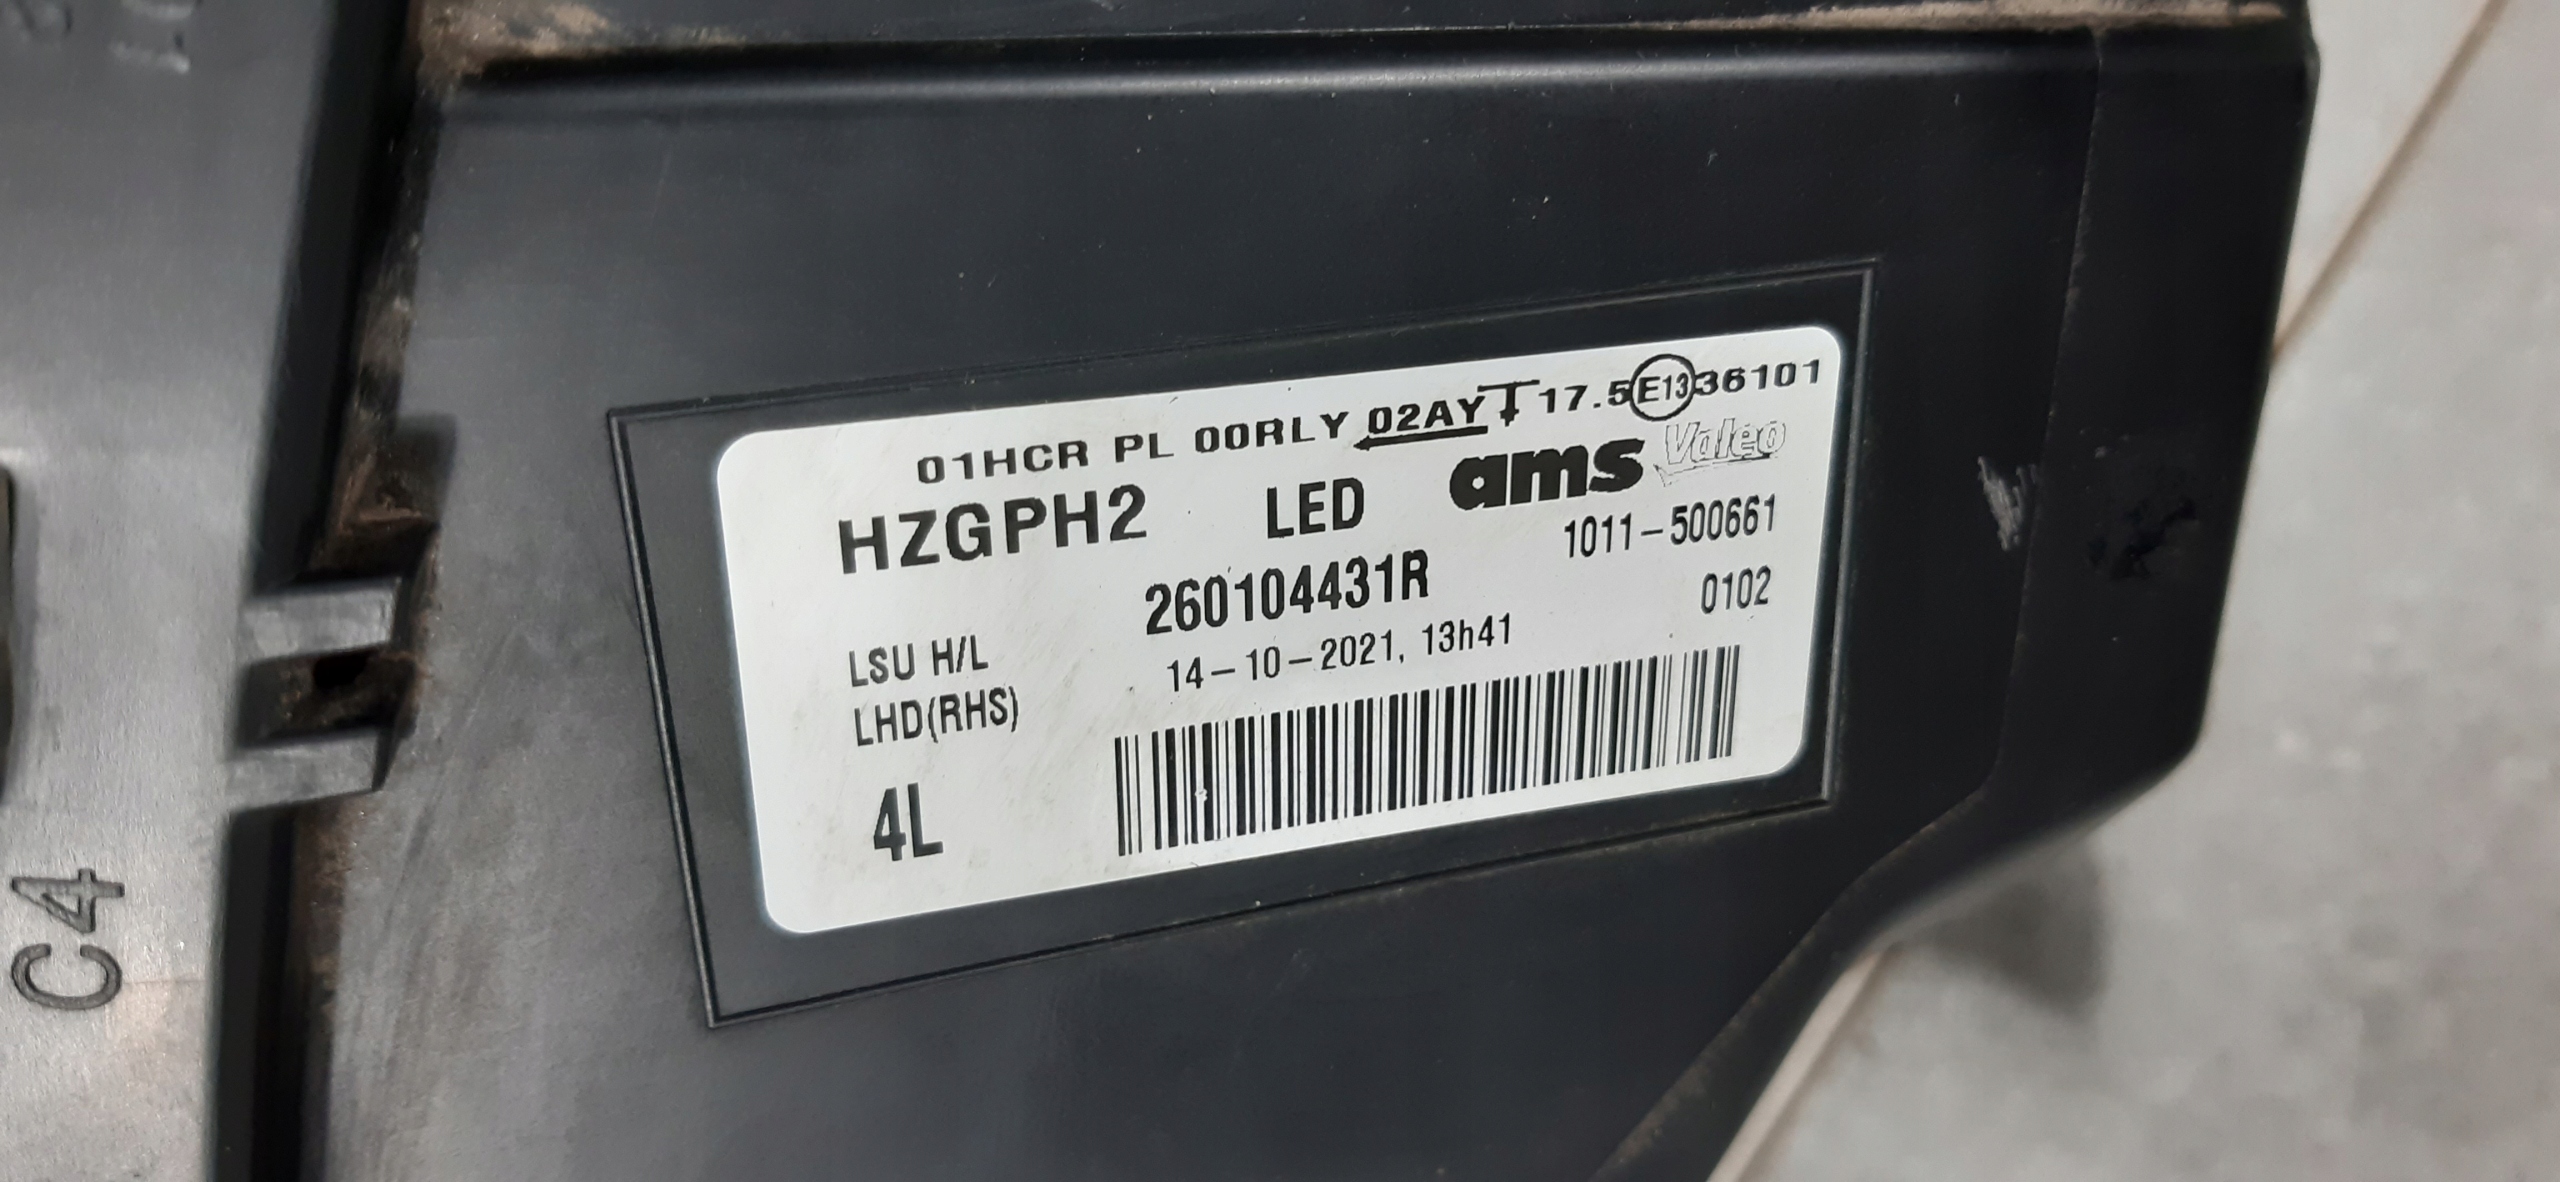 01HCR PL 00RLY 02AY 17.5 E13 36101
HZGPH2 LED ams Valeo
260104431R 1011-500661
0102
LSU H/L 14-10-2021, 13h41
LHD(RHS)
4L
C4